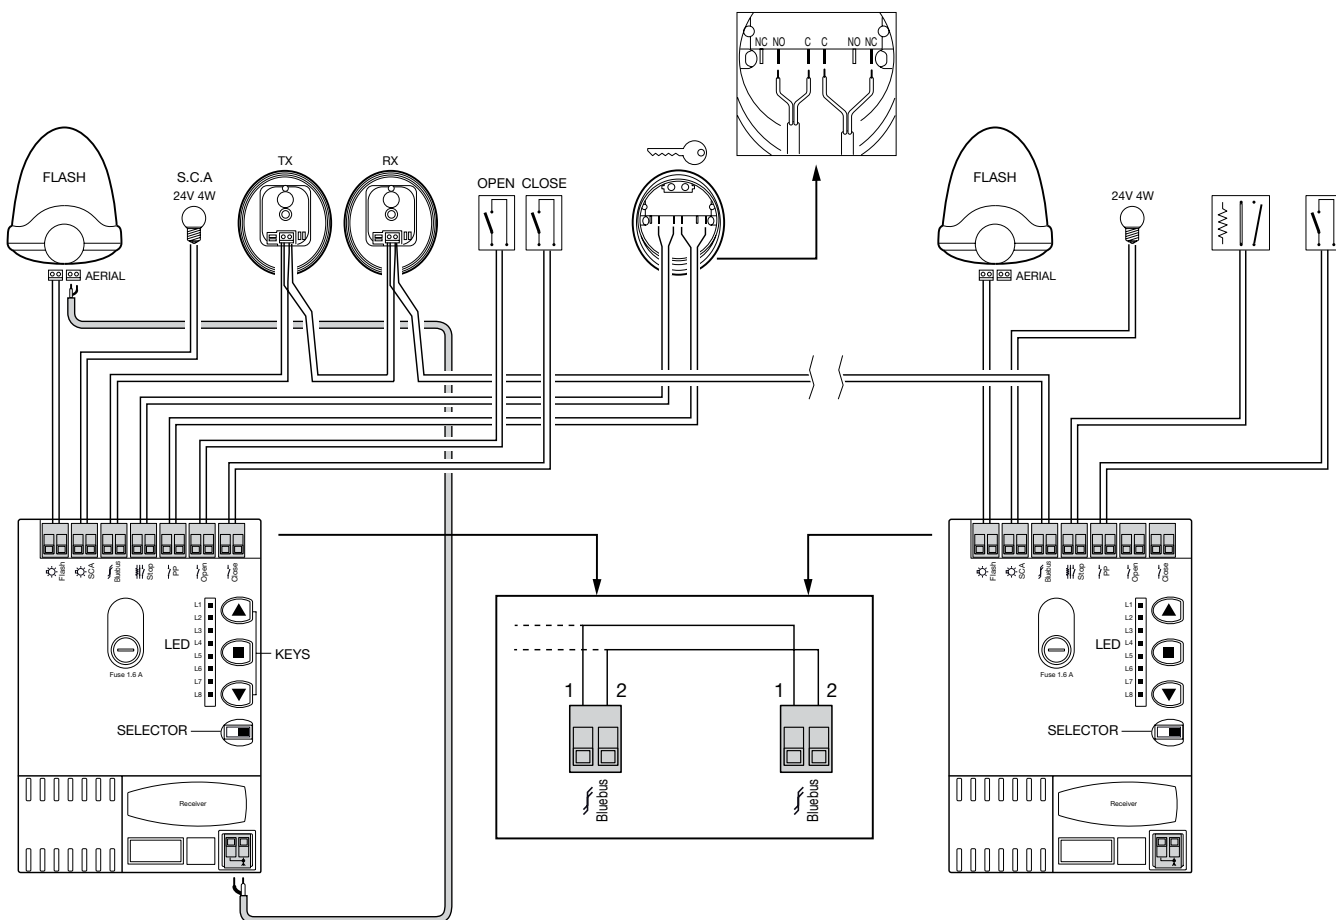 NC NO C C NO NC
FLASH
AERIAL
S.C.A
24V 4W
TX
RX
OPEN CLOSE
FLASH
AERIAL
24V 4W
Flash
SCA
Bluebus
Stop
PP
Open
Close
L1
L2
L3
L4
L5
L6
L7
L8
LED
KEYS
Fuse 1.6 A
SELECTOR
Receiver
1 2
Bluebus
1 2
Bluebus
Flash
SCA
Bluebus
Stop
PP
Open
Close
L1
L2
L3
L4
L5
L6
L7
L8
LED
Fuse 1.6 A
SELECTOR
Receiver